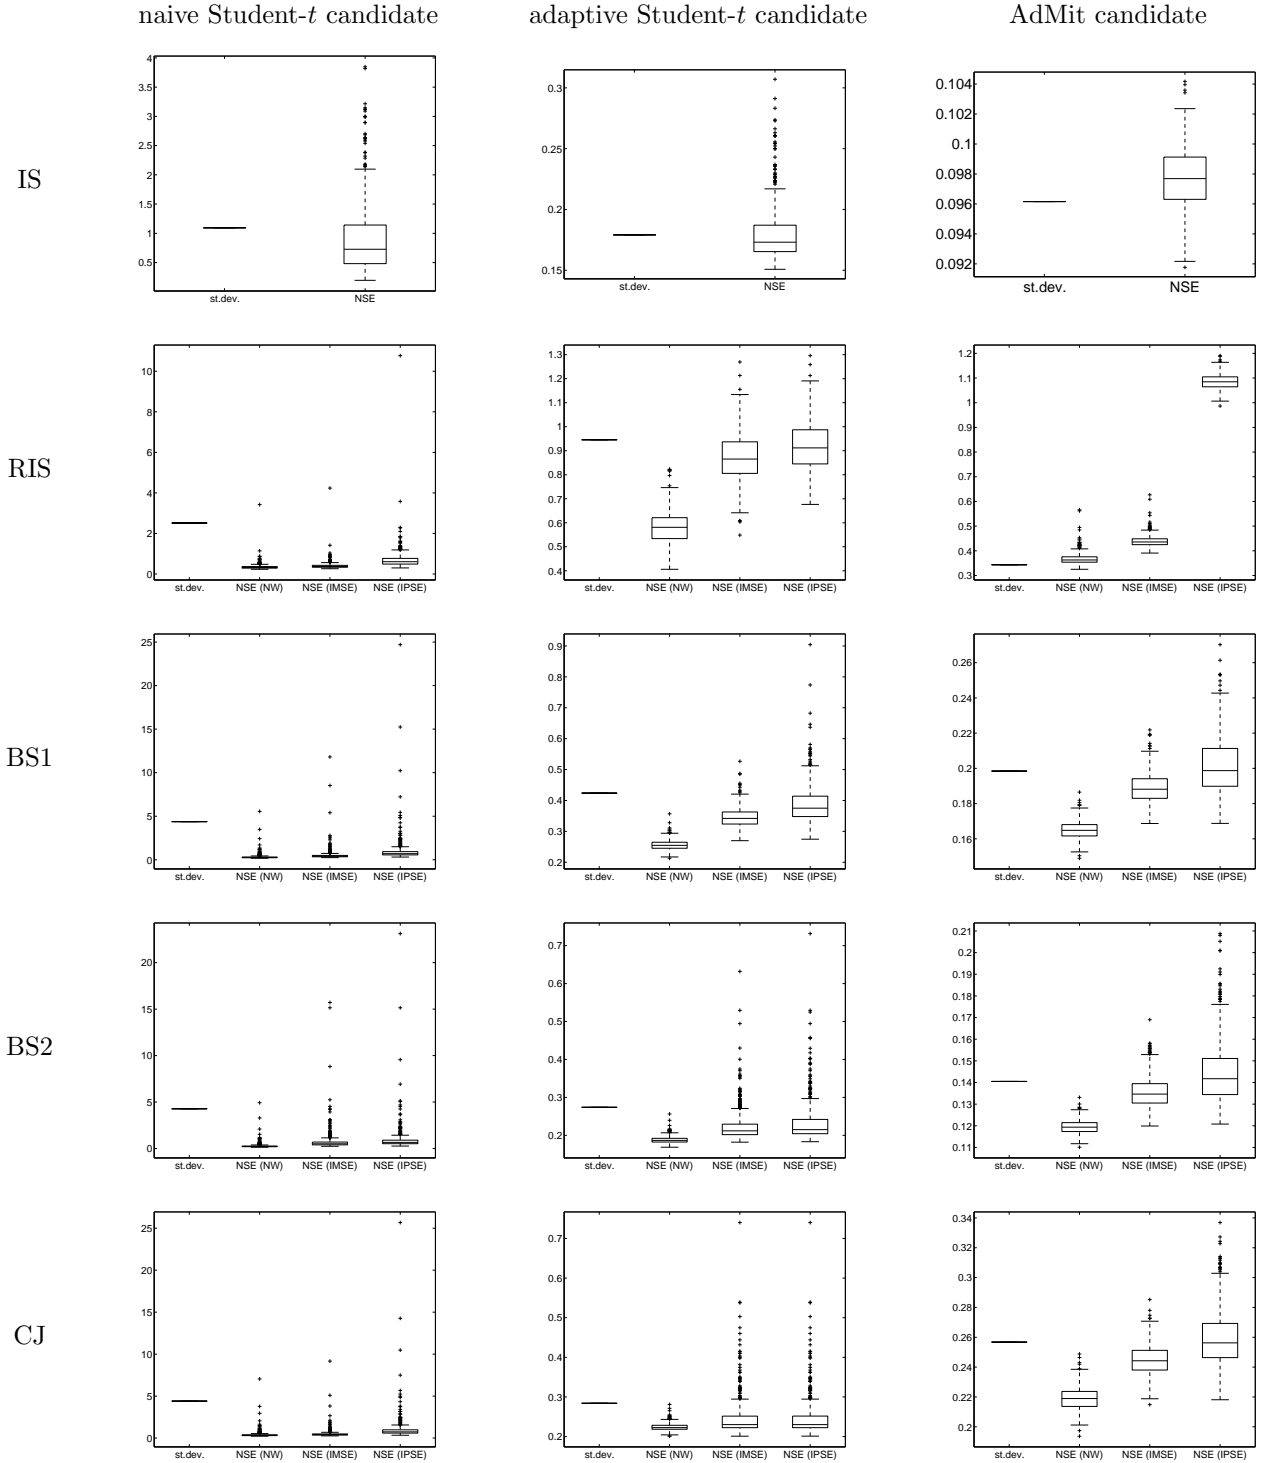 naive Student-t candidate
adaptive Student-t candidate
AdMit candidate
IS
4
3.5
3
2.5
2
1.5
1
0.5
st.dev.
NSE
0.3
0.25
0.2
0.15
st.dev.
NSE
0.104
0.102
0.1
0.098
0.096
0.094
0.092
st.dev.
NSE
RIS
10
8
6
4
2
0
st.dev.
NSE (NW)
NSE (IMSE)
NSE (IPSE)
1.3
1.2
1.1
1
0.9
0.8
0.7
0.6
0.5
0.4
st.dev.
NSE (NW)
NSE (IMSE)
NSE (IPSE)
1.2
1.1
1
0.9
0.8
0.7
0.6
0.5
0.4
0.3
st.dev.
NSE (NW)
NSE (IMSE)
NSE (IPSE)
BS1
25
20
15
10
5
0
st.dev.
NSE (NW)
NSE (IMSE)
NSE (IPSE)
0.9
0.8
0.7
0.6
0.5
0.4
0.3
0.2
st.dev.
NSE (NW)
NSE (IMSE)
NSE (IPSE)
0.26
0.24
0.22
0.2
0.18
0.16
st.dev.
NSE (NW)
NSE (IMSE)
NSE (IPSE)
BS2
20
15
10
5
0
st.dev.
NSE (NW)
NSE (IMSE)
NSE (IPSE)
0.7
0.6
0.5
0.4
0.3
0.2
st.dev.
NSE (NW)
NSE (IMSE)
NSE (IPSE)
0.21
0.2
0.19
0.18
0.17
0.16
0.15
0.14
0.13
0.12
0.11
st.dev.
NSE (NW)
NSE (IMSE)
NSE (IPSE)
CJ
25
20
15
10
5
0
st.dev.
NSE (NW)
NSE (IMSE)
NSE (IPSE)
0.7
0.6
0.5
0.4
0.3
0.2
st.dev.
NSE (NW)
NSE (IMSE)
NSE (IPSE)
0.34
0.32
0.3
0.28
0.26
0.24
0.22
0.2
st.dev.
NSE (NW)
NSE (IMSE)
NSE (IPSE)